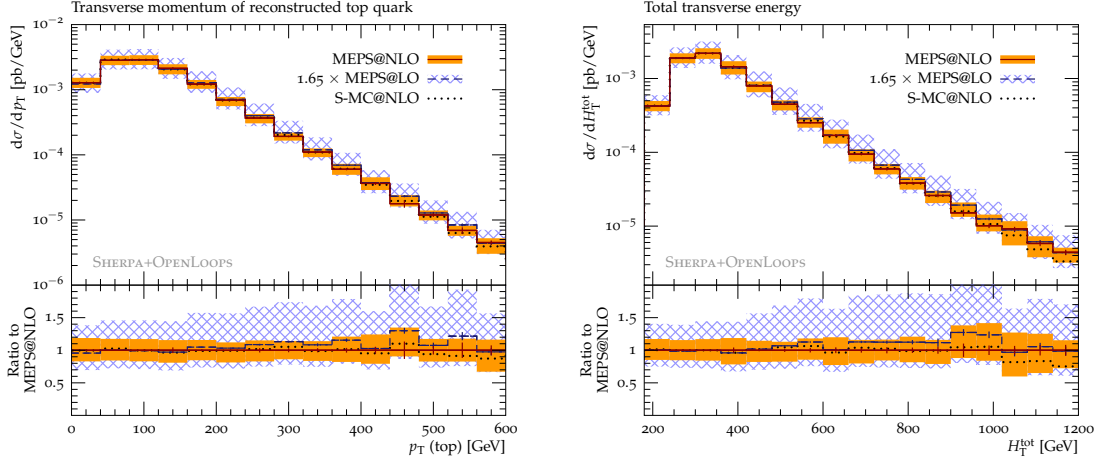 Transverse momentum of reconstructed top quark
dσ/dp_T [pb/GeV]
10^−2
10^−3
10^−4
10^−5
10^−6
MEPS@NLO
1.65 × MEPS@LO
S-MC@NLO
SHERPA+OPENLOOPS
Ratio to
MEPS@NLO
1.5
1
0.5
0 100 200 300 400 500 600
p_T (top) [GeV]
Total transverse energy
dσ/dH_T^tot [pb/GeV]
10^−3
10^−4
10^−5
MEPS@NLO
1.65 × MEPS@LO
S-MC@NLO
SHERPA+OPENLOOPS
Ratio to
MEPS@NLO
1.5
1
0.5
200 400 600 800 1000 1200
H_T^tot [GeV]